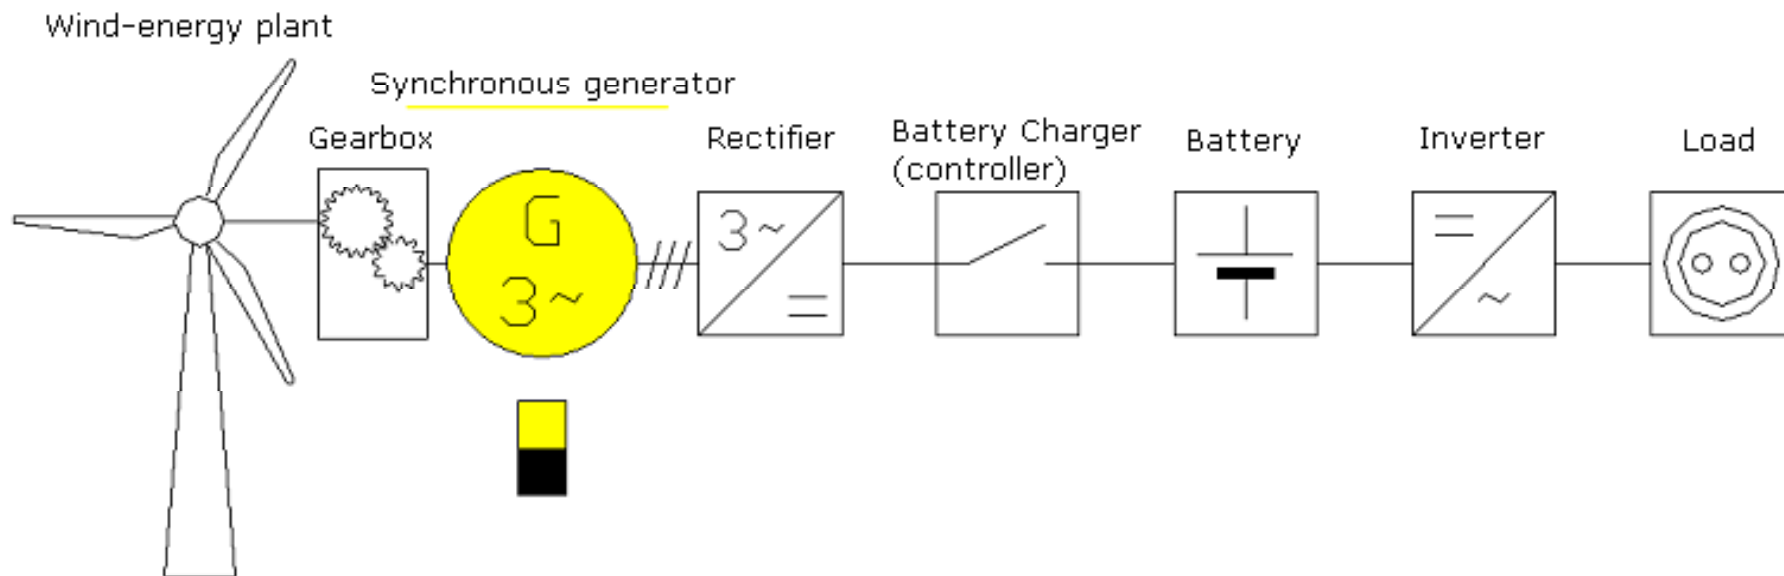 Wind-energy plant
Synchronous generator
Gearbox
Rectifier
Battery Charger
(controller)
Battery
Inverter
Load
G
3~
3~
=
=
~